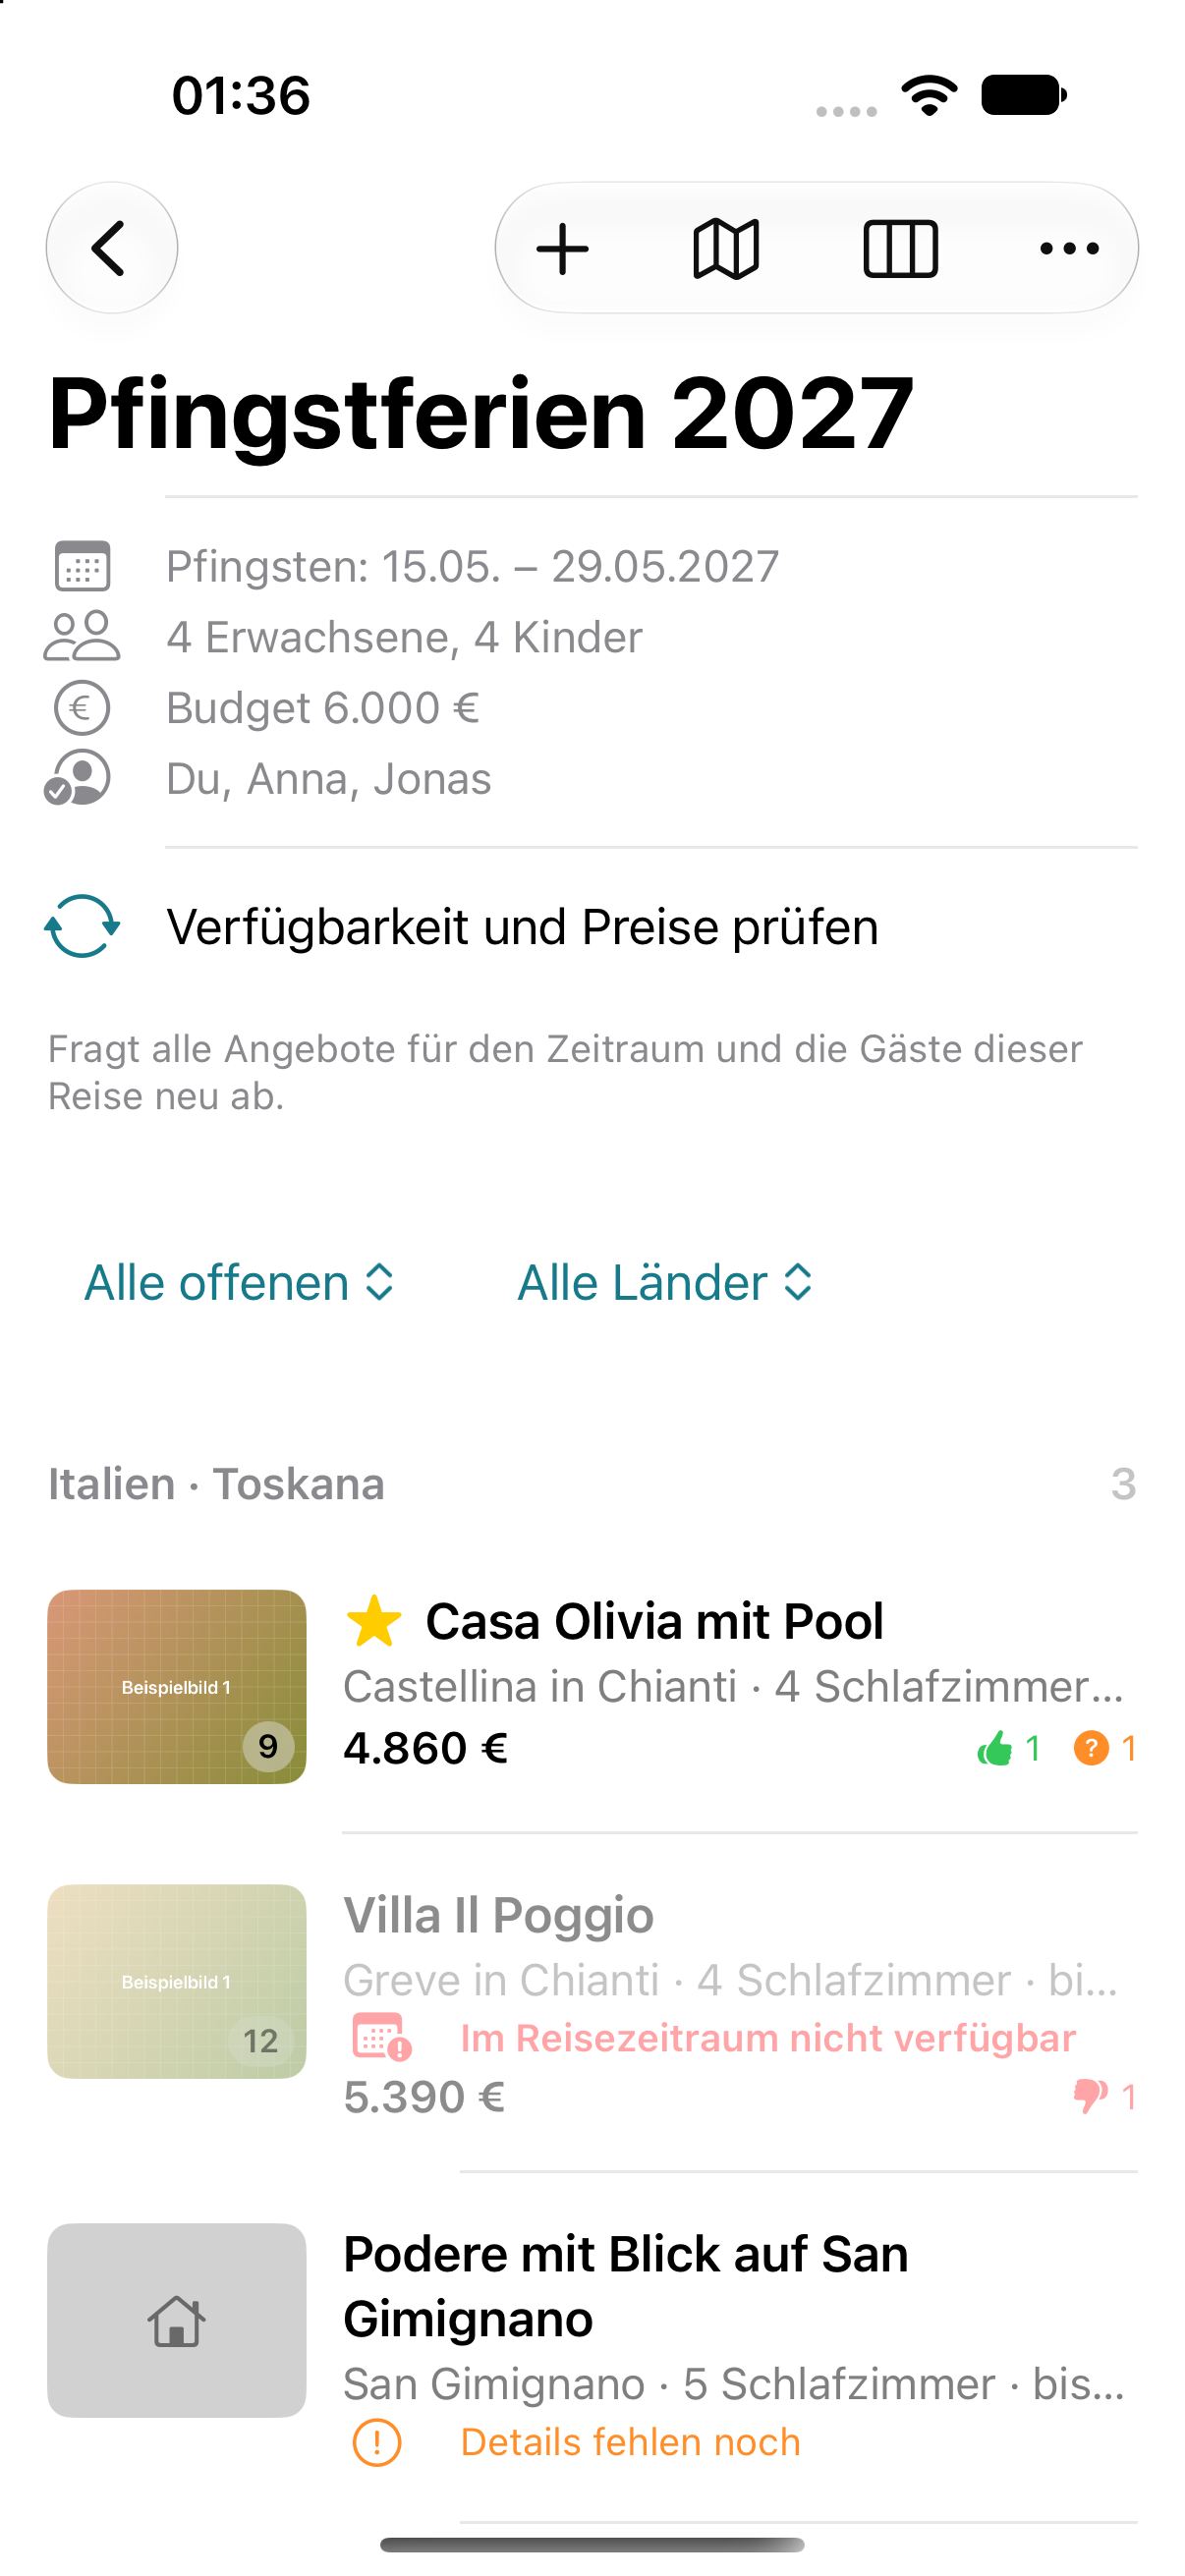 01:36
Pfingstferien 2027
Pfingsten: 15.05. – 29.05.2027
4 Erwachsene, 4 Kinder
€ Budget 6.000 €
Du, Anna, Jonas
Verfügbarkeit und Preise prüfen
Fragt alle Angebote für den Zeitraum und die Gäste dieser
Reise neu ab.
Alle offenen
Alle Länder
Italien · Toskana
3
Beispielbild 1
9
Casa Olivia mit Pool
Castellina in Chianti · 4 Schlafzimmer...
4.860 €
1
? 1
Beispielbild 1
12
Villa Il Poggio
Greve in Chianti · 4 Schlafzimmer · bi...
! Im Reisezeitraum nicht verfügbar
5.390 €
1
Podere mit Blick auf San
Gimignano
San Gimignano · 5 Schlafzimmer · bis...
! Details fehlen noch